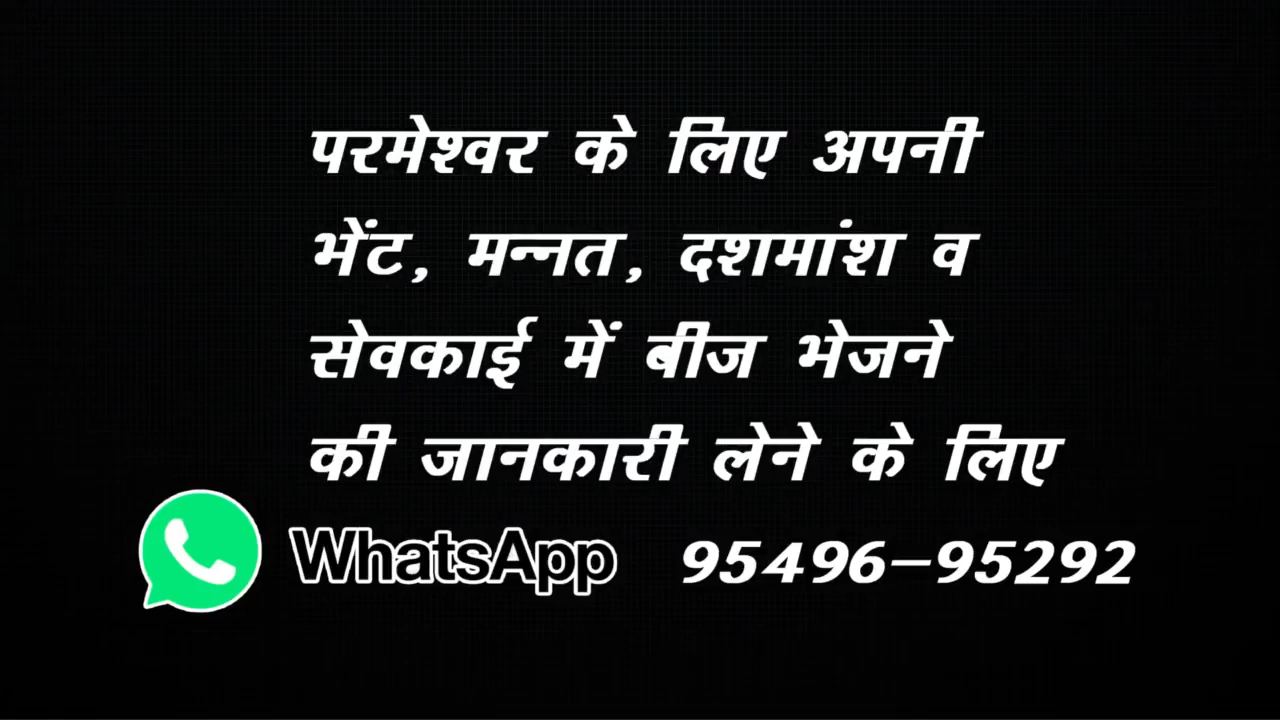 परमेश्वर के लिए अपनी
भेंट, मन्नत, दशमांश व
सेवकाई में बीज भेजने
की जानकारी लेने के लिए
WhatsApp 95496-95292